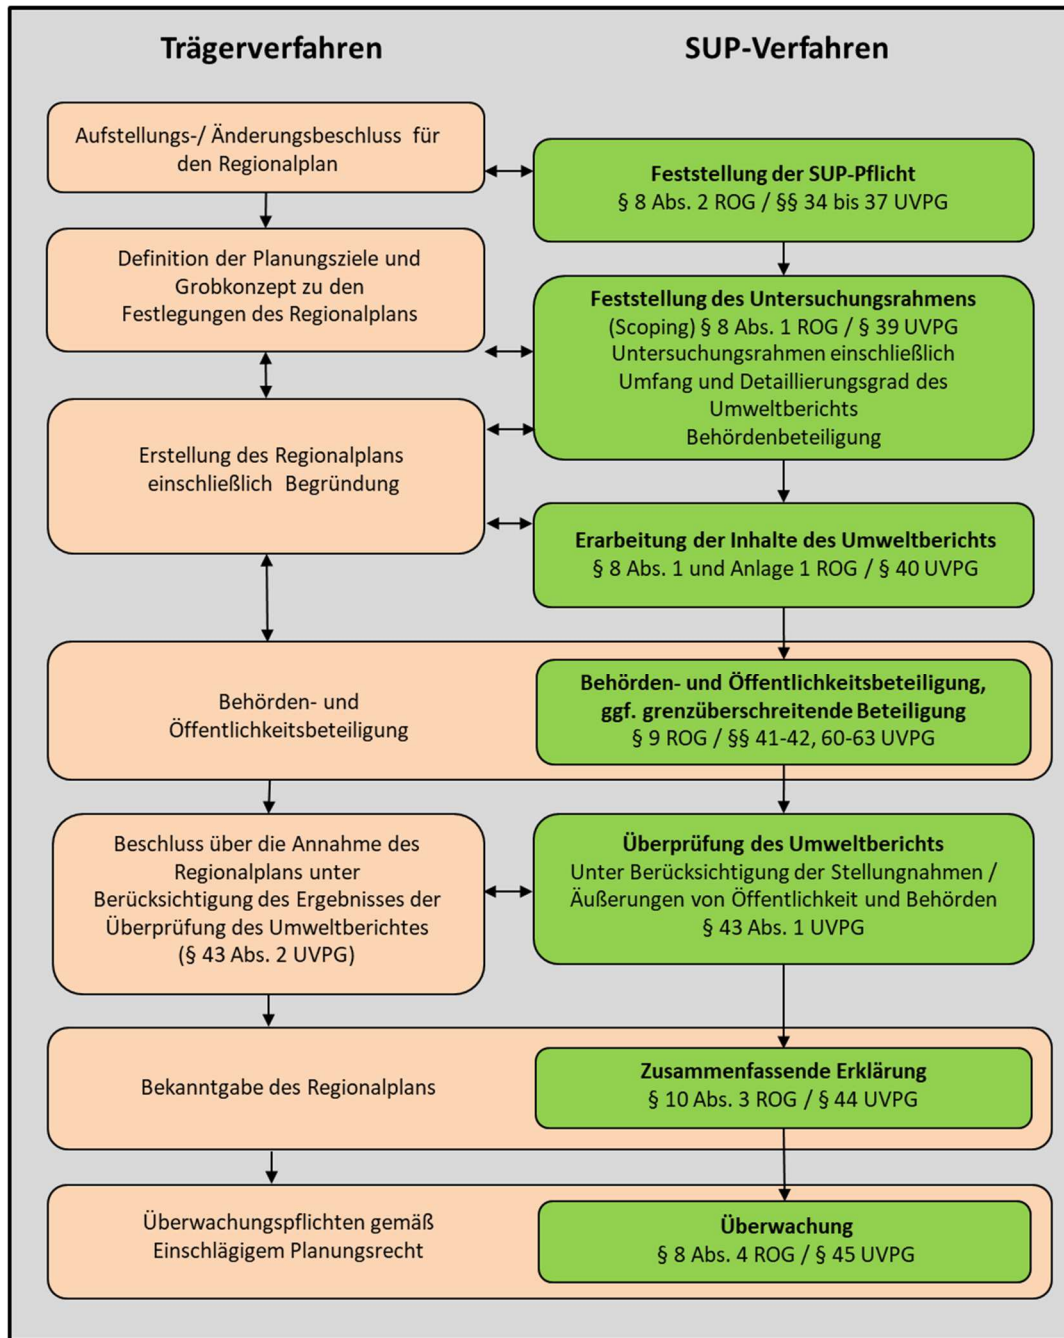 Trägerverfahren
SUP-Verfahren
Aufstellungs-/ Änderungsbeschluss für
den Regionalplan
Feststellung der SUP-Pflicht
§ 8 Abs. 2 ROG / §§ 34 bis 37 UVPG
Definition der Planungsziele und
Grobkonzept zu den
Festlegungen des Regionalplans
Feststellung des Untersuchungsrahmens
(Scoping) § 8 Abs. 1 ROG / § 39 UVPG
Untersuchungsrahmen einschließlich
Umfang und Detaillierungsgrad des
Umweltberichts
Behördenbeteiligung
Erstellung des Regionalplans
einschließlich Begründung
Erarbeitung der Inhalte des Umweltberichts
§ 8 Abs. 1 und Anlage 1 ROG / § 40 UVPG
Behörden- und
Öffentlichkeitsbeteiligung
Behörden- und Öffentlichkeitsbeteiligung,
ggf. grenzüberschreitende Beteiligung
§ 9 ROG / §§ 41-42, 60-63 UVPG
Beschluss über die Annahme des
Regionalplans unter
Berücksichtigung des Ergebnisses der
Überprüfung des Umweltberichtes
(§ 43 Abs. 2 UVPG)
Überprüfung des Umweltberichts
Unter Berücksichtigung der Stellungnahmen /
Äußerungen von Öffentlichkeit und Behörden
§ 43 Abs. 1 UVPG
Bekanntgabe des Regionalplans
Zusammenfassende Erklärung
§ 10 Abs. 3 ROG / § 44 UVPG
Überwachungspflichten gemäß
Einschlägigem Planungsrecht
Überwachung
§ 8 Abs. 4 ROG / § 45 UVPG